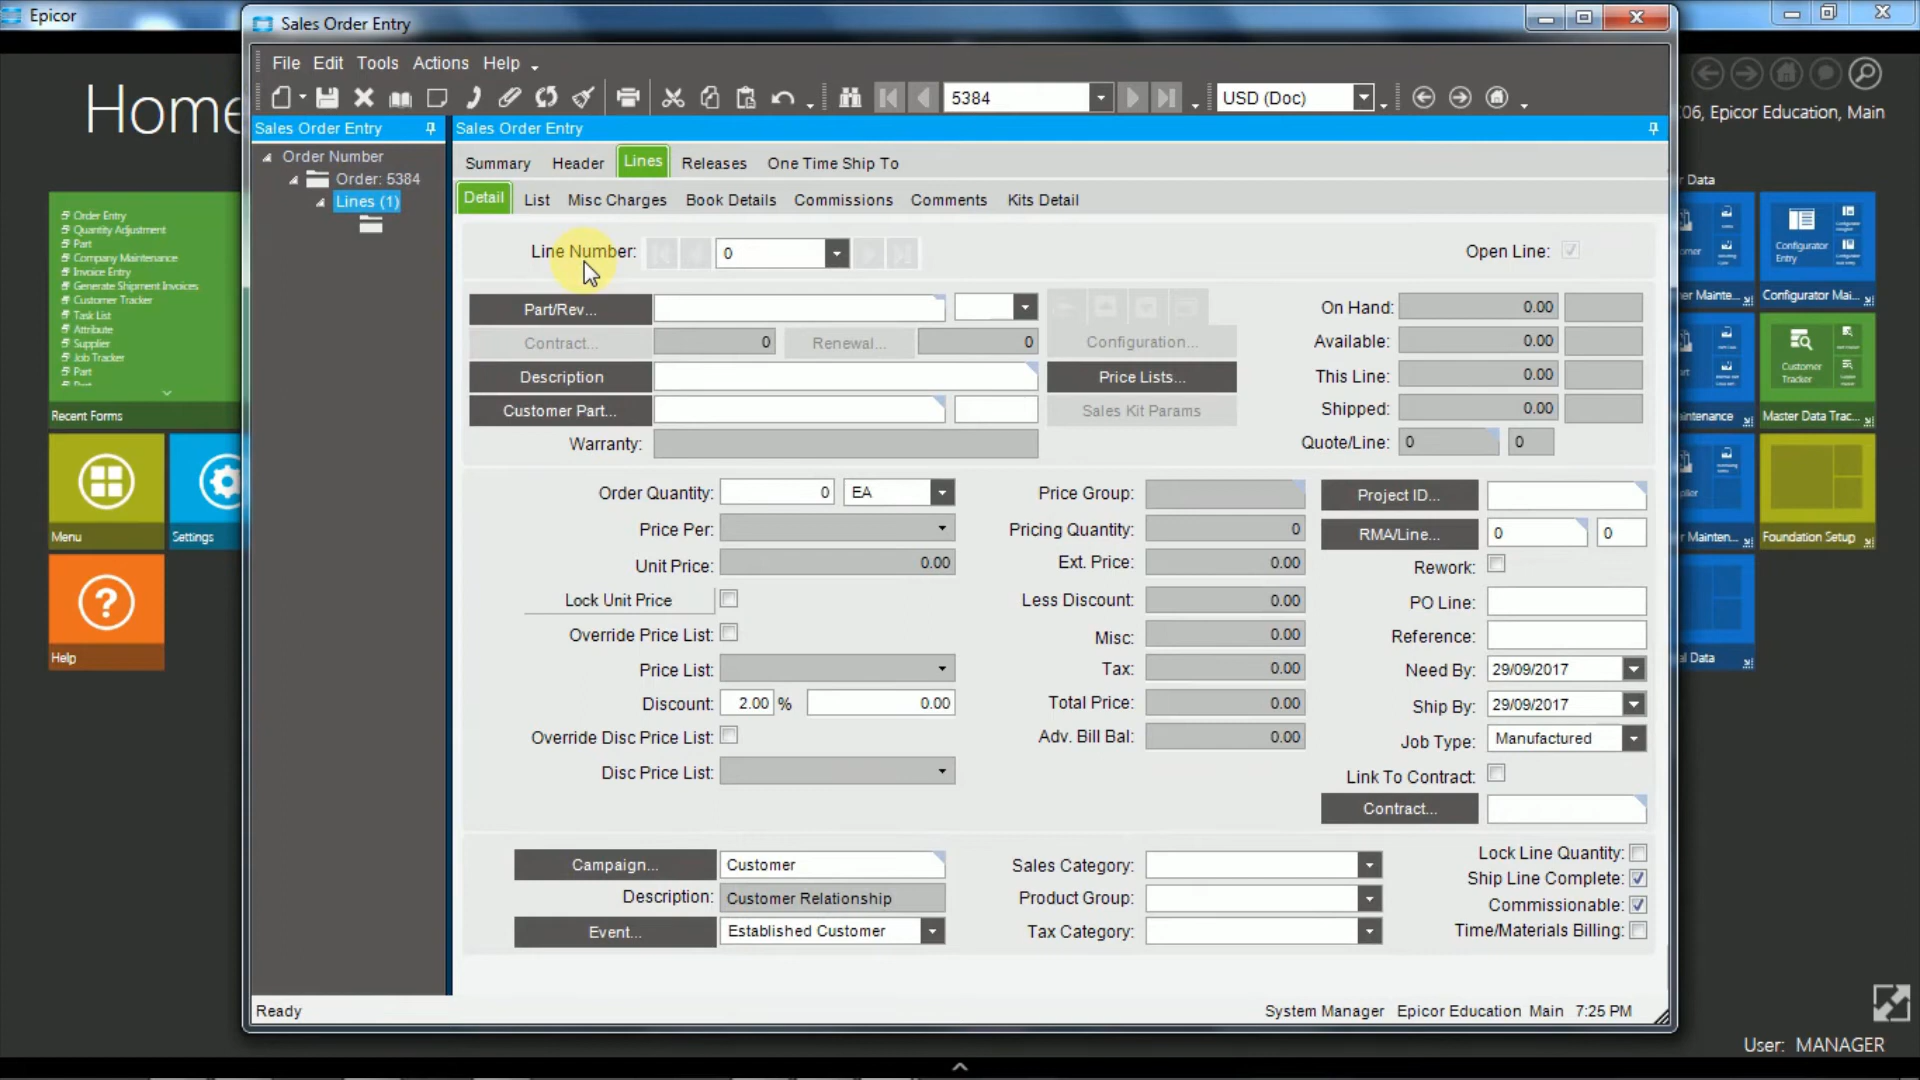 Epicor
Sales Order Entry
File Edit Tools Actions Help
5384 USD (Doc)
Home
06, Epicor Education, Main
Sales Order Entry
Order Number
Order: 5384
Lines (1)
Sales Order Entry
Summary Header Lines Releases One Time Ship To
Detail List Misc Charges Book Details Commissions Comments Kits Detail
Line Number: 0 Open Line:
Part/Rev... On Hand: 0.00
Contract... 0 Renewal... 0 Configuration... Available: 0.00
Description Price Lists... This Line: 0.00
Customer Part... Sales Kit Params Shipped: 0.00
Warranty: Quote/Line: 0 0
Order Quantity: 0 EA Price Group: Project ID...
Price Per: Pricing Quantity: 0 RMA/Line... 0 0
Unit Price: 0.00 Ext. Price: 0.00 Rework:
Lock Unit Price Less Discount: 0.00 PO Line:
Override Price List: Misc: 0.00 Reference:
Price List: Tax: 0.00 Need By: 29/09/2017
Discount: 2.00 % 0.00 Total Price: 0.00 Ship By: 29/09/2017
Override Disc Price List: Adv. Bill Bal: 0.00 Job Type: Manufactured
Disc Price List: Link To Contract:
Contract...
Campaign... Customer Sales Category: Lock Line Quantity:
Description: Customer Relationship Product Group: Ship Line Complete:
Event... Established Customer Tax Category: Commissionable:
Time/Materials Billing:
Ready System Manager Epicor Education Main 7:25 PM
Order Entry
Quantity Adjustment
Part
Company Maintenance
Invoice Entry
Generate Shipment Invoices
Customer Tracker
Task List
Attribute
Supplier
Job Tracker
Part
Recent Forms
Menu Settings
Help
Data
Configurator
Entry
er Mainte... Configurator Mai...
Customer
Tracker
intenance Master Data Trac...
r Mainten... Foundation Setup
al Data
User: MANAGER